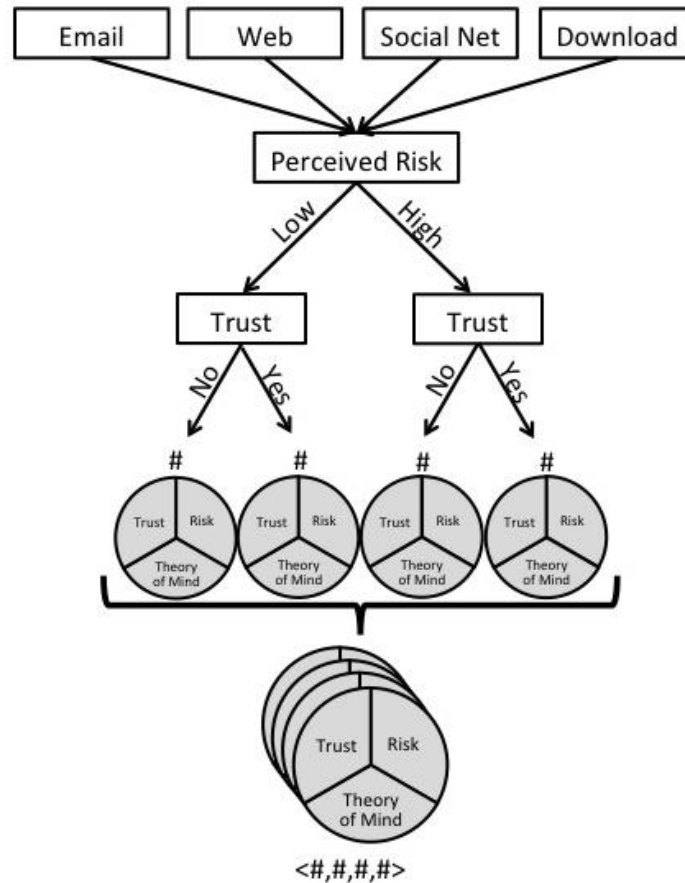 Email
Web
Social Net
Download
Perceived Risk
Low
High
Trust
Trust
No
Yes
No
Yes
#
#
#
#
Trust
Risk
Theory
of Mind
Trust
Risk
Theory
of Mind
Trust
Risk
Theory
of Mind
Trust
Risk
Theory
of Mind
Trust
Risk
Theory
of Mind
<#,#,#,#>